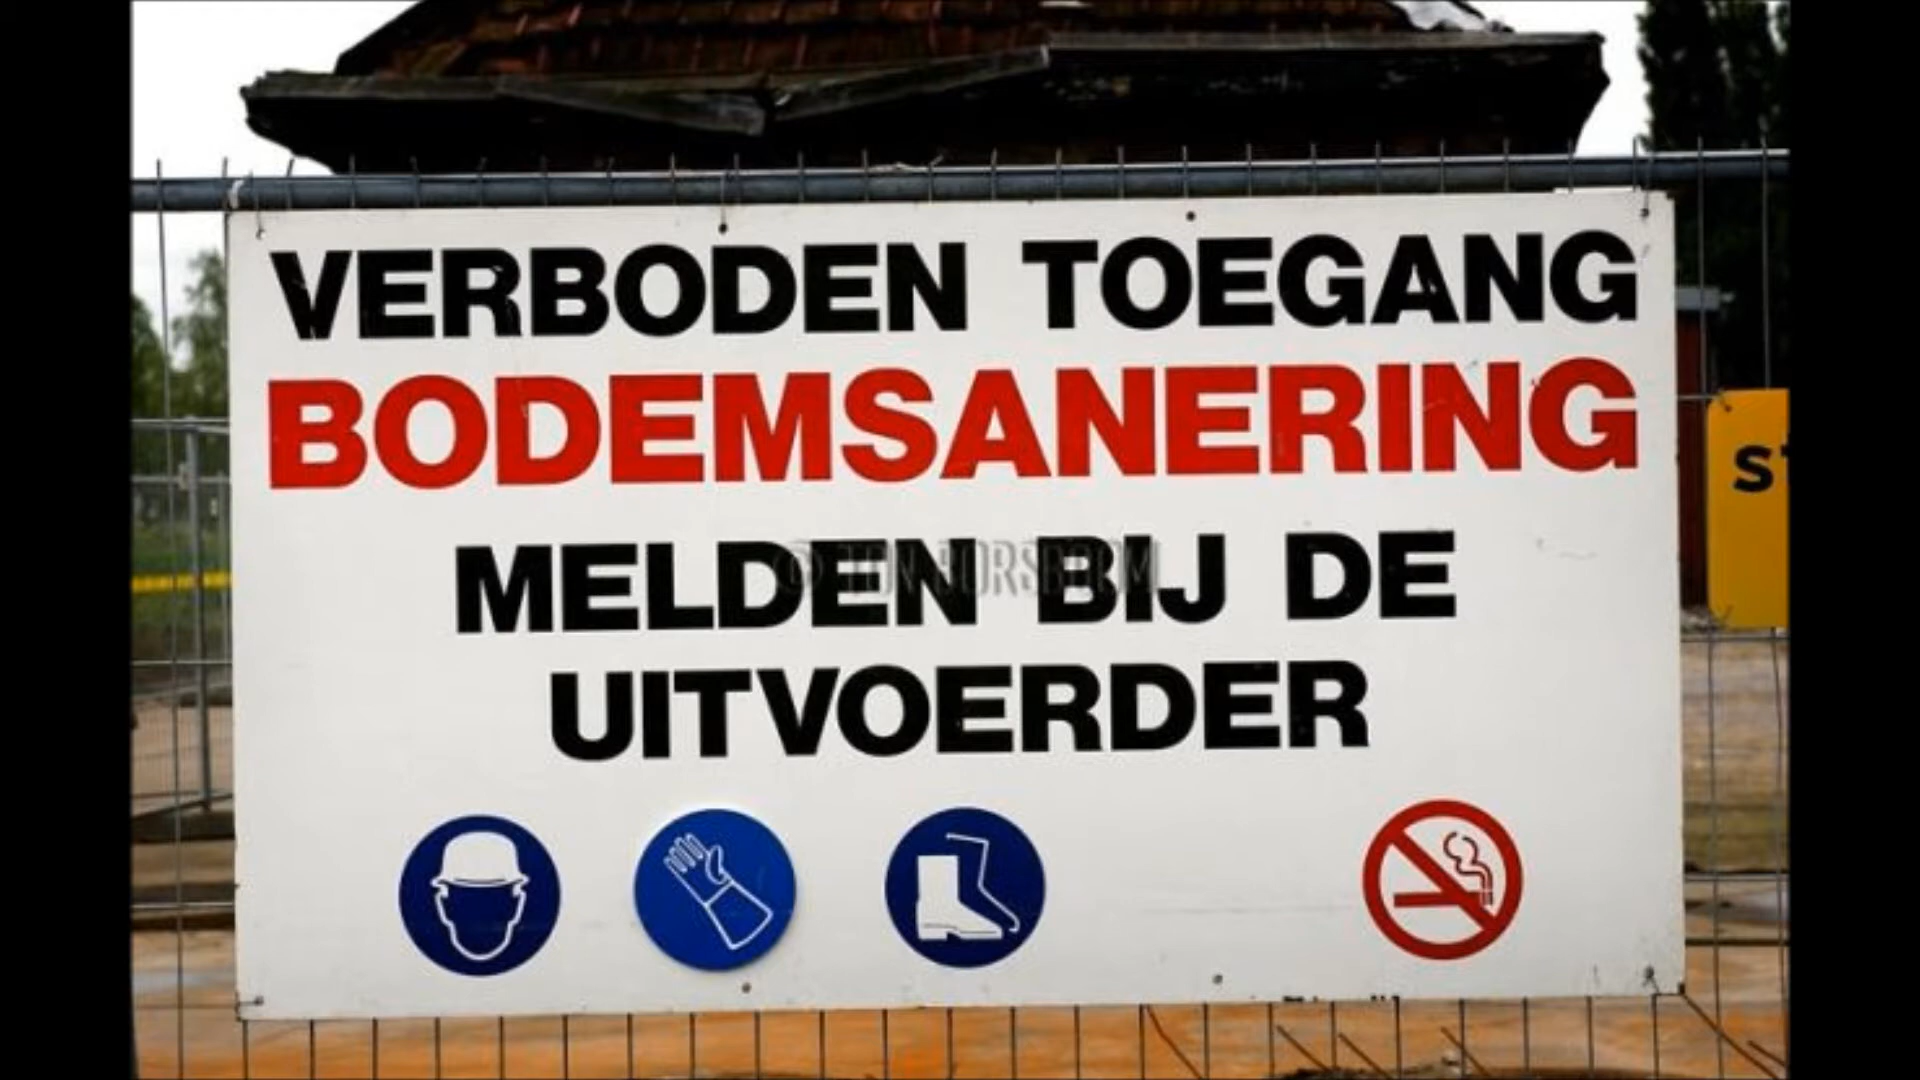 VERBODEN TOEGANG
BODEMSANERING
MELDEN BIJ DE
UITVOERDER